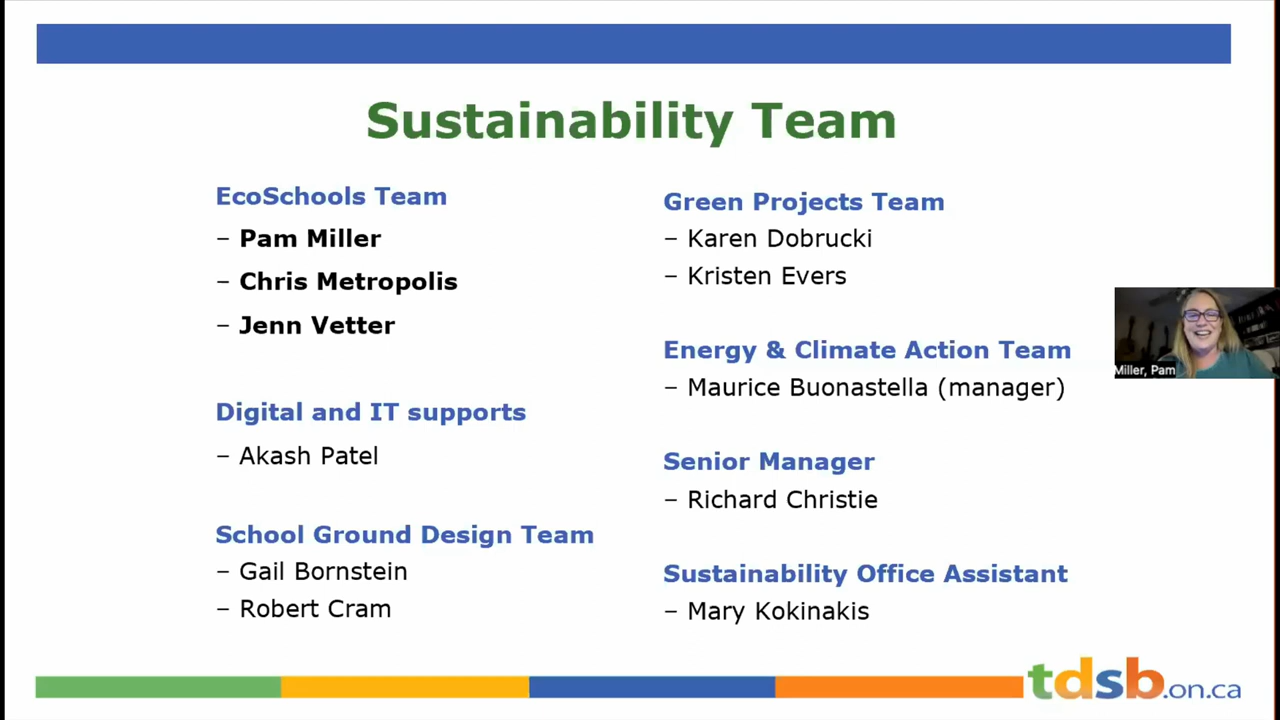 Sustainability Team
EcoSchools Team
– Pam Miller
– Chris Metropolis
– Jenn Vetter
Digital and IT supports
– Akash Patel
School Ground Design Team
– Gail Bornstein
– Robert Cram
Green Projects Team
– Karen Dobrucki
– Kristen Evers
Energy & Climate Action Team
– Maurice Buonastella (manager)
Senior Manager
– Richard Christie
Sustainability Office Assistant
– Mary Kokinakis
Miller, Pam
tdsb.on.ca